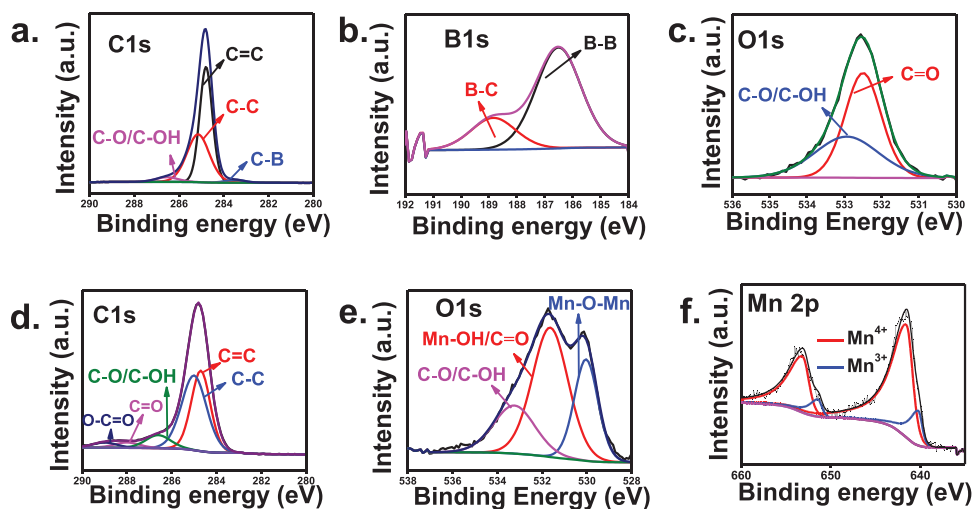 a.
C1s
C=C
C-C
C-O/C-OH
C-B
Intensity (a.u.)
290 288 286 284 282 280
Binding energy (eV)
b.
B1s
B-B
B-C
Intensity (a.u.)
192 191 190 189 188 187 186 185 184
Binding energy (eV)
c.
O1s
C=O
C-O/C-OH
Intensity (a.u.)
536 535 534 533 532 531 530
Binding Energy (eV)
d.
C1s
C=C
C-O/C-OH
C-C
C=O
O-C=O
Intensity (a.u.)
290 288 286 284 282 280
Binding energy (eV)
e.
O1s
Mn-O-Mn
Mn-OH/C=O
C-O/C-OH
Intensity (a.u.)
538 536 534 532 530 528
Binding Energy (eV)
f.
Mn 2p
Mn4+
Mn3+
Intensity (a.u.)
660 650 640
Binding energy (eV)